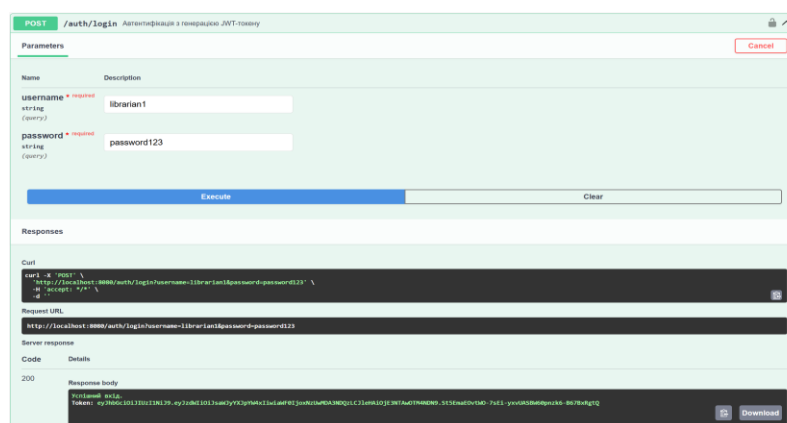 POST /auth/login Автентифікація з генерацією JWT-токену
Parameters
Cancel
Name Description
username * required
string
(query)
librarian1
password * required
string
(query)
password123
Execute Clear
Responses
Curl
curl -X 'POST' \
'http://localhost:8080/auth/login?username=librarian1&password=password123' \
-H 'accept: */*' \
-d ''
Request URL
http://localhost:8080/auth/login?username=librarian1&password=password123
Server response
Code Details
200
Response body
Успішний вхід.
Token:
Download